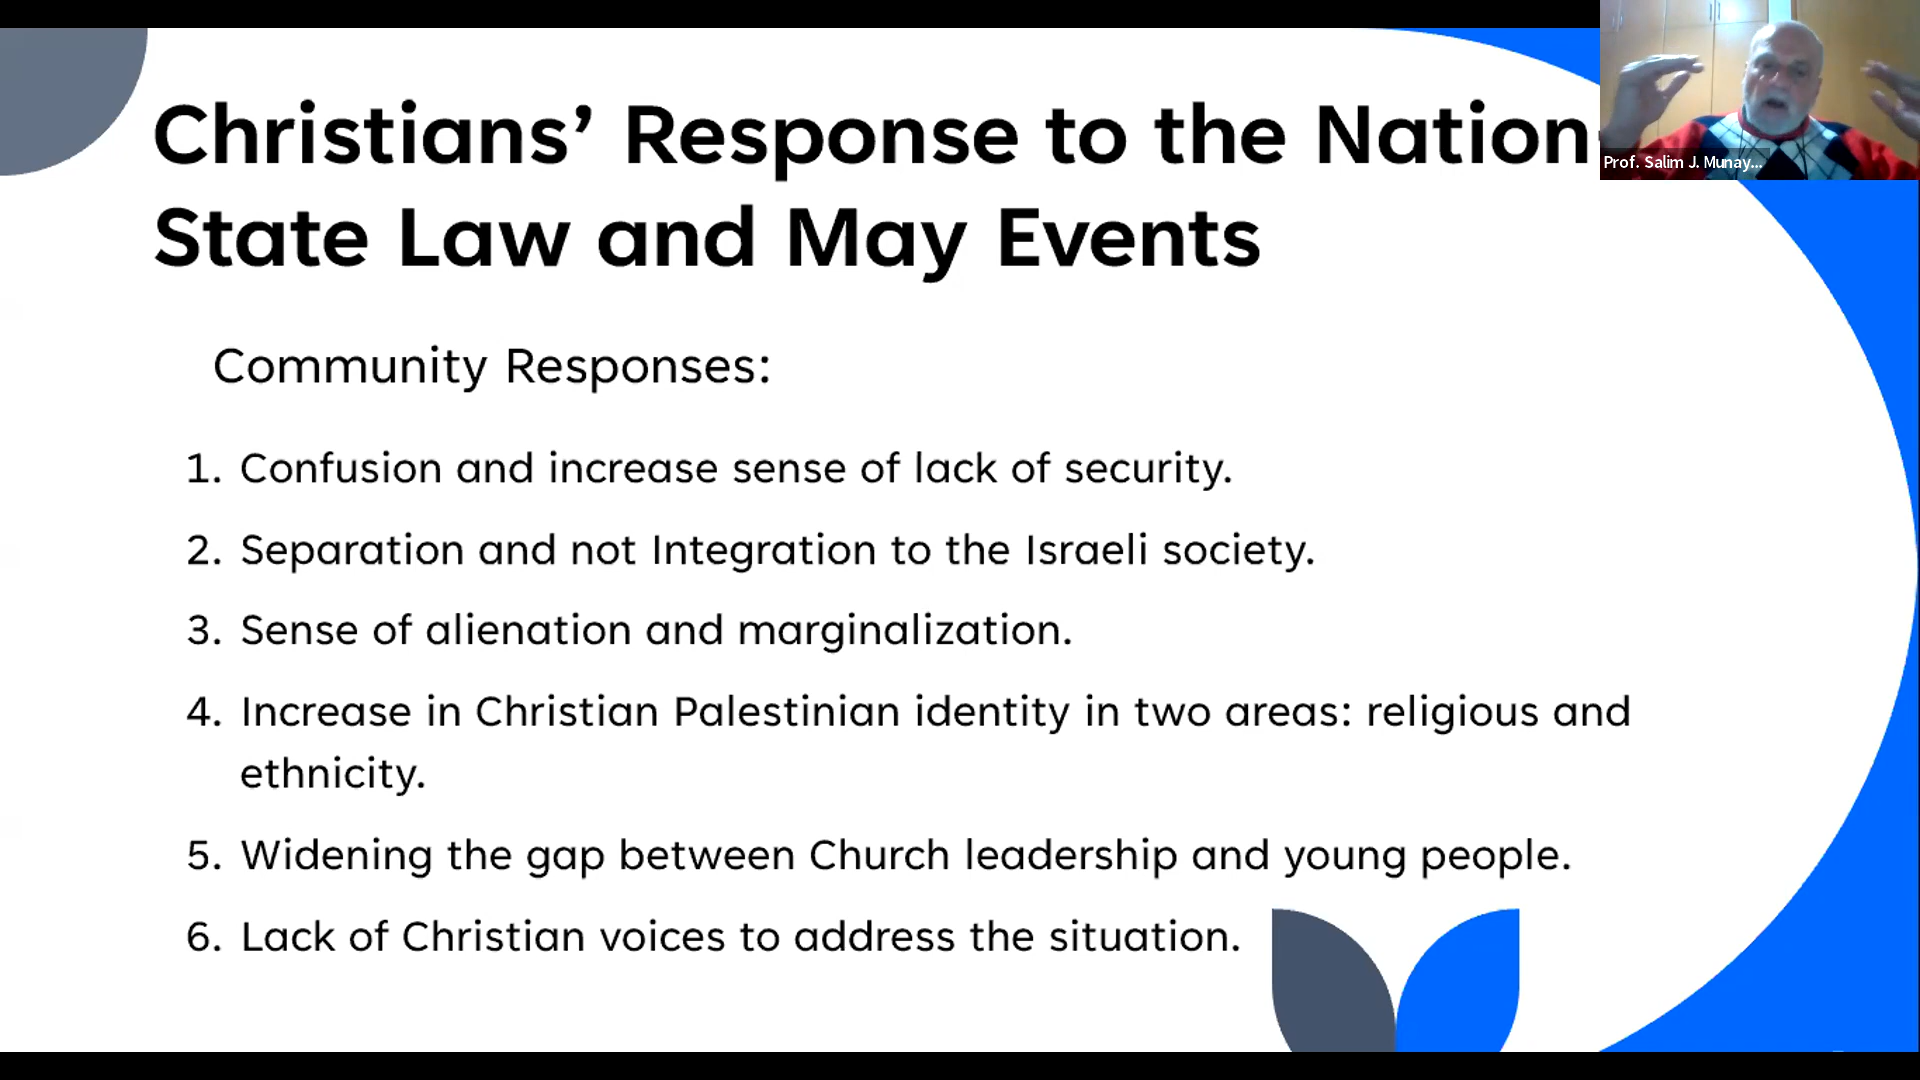 Christians’ Response to the Nation-
State Law and May Events
Prof. Salim J. Munay...
Community Responses:
1. Confusion and increase sense of lack of security.
2. Separation and not Integration to the Israeli society.
3. Sense of alienation and marginalization.
4. Increase in Christian Palestinian identity in two areas: religious and
ethnicity.
5. Widening the gap between Church leadership and young people.
6. Lack of Christian voices to address the situation.